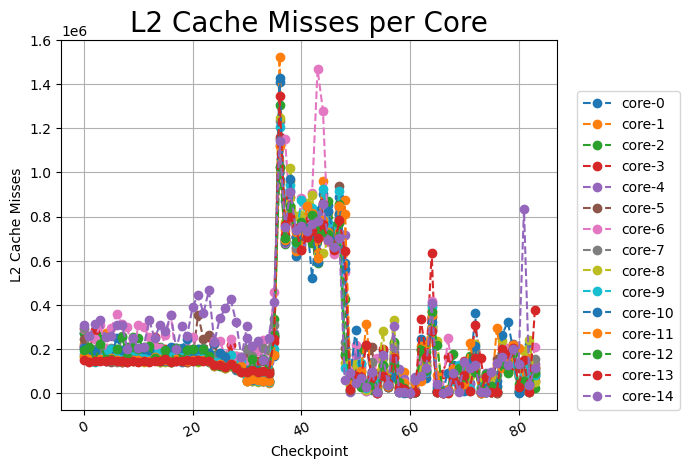 L2 Cache Misses per Core
1e6
L2 Cache Misses
1.6
1.4
1.2
1.0
0.8
0.6
0.4
0.2
0.0
0
20
40
60
80
Checkpoint
core-0
core-1
core-2
core-3
core-4
core-5
core-6
core-7
core-8
core-9
core-10
core-11
core-12
core-13
core-14